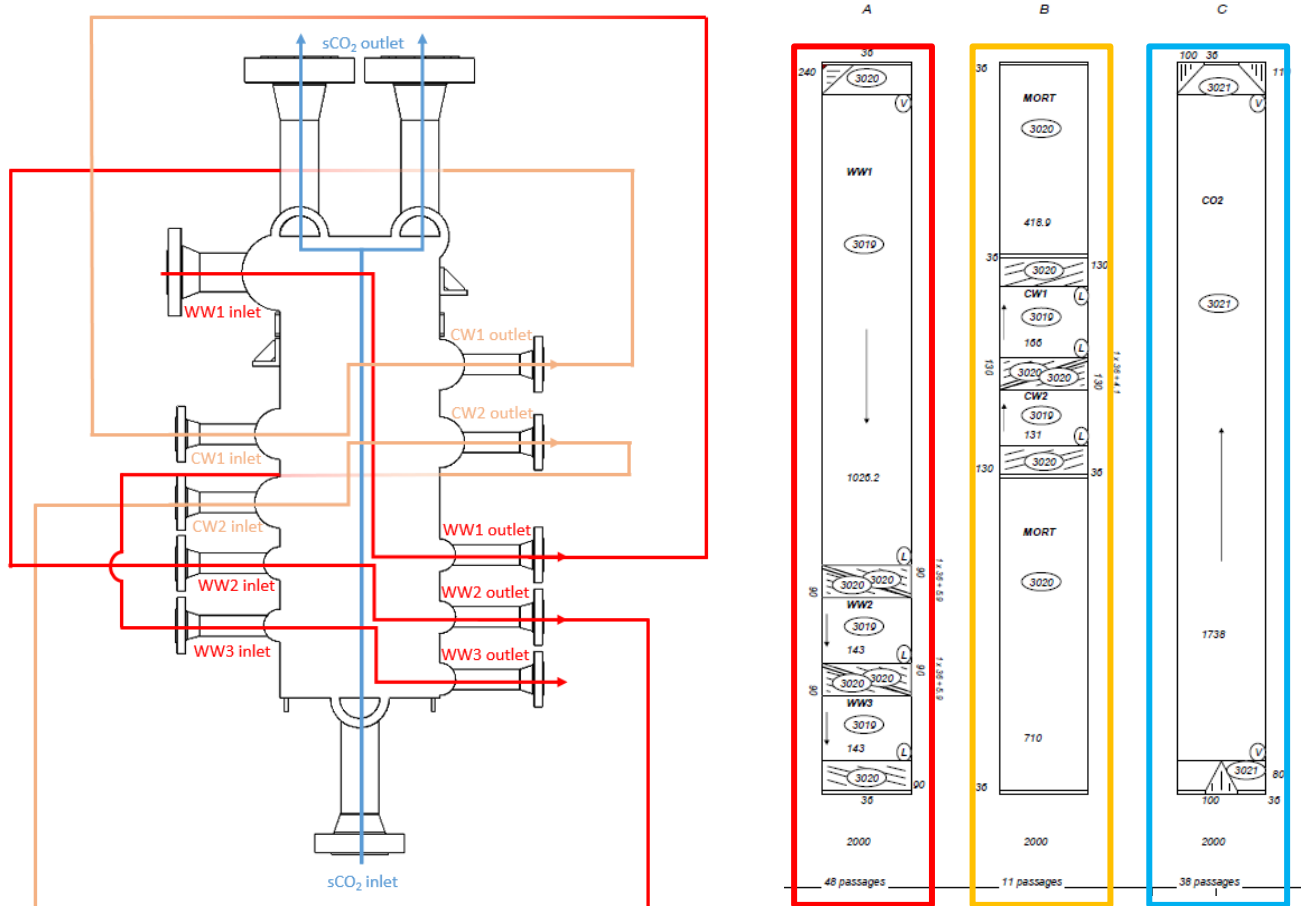 sCO2 outlet
WW1 inlet
CW1 outlet
CW2 outlet
CW1 inlet
CW2 inlet
WW1 outlet
WW2 inlet
WW2 outlet
WW3 inlet
WW3 outlet
sCO2 inlet
A
36
240
3020
V
WW1
3019
1026.2
L
90
1 x 36 + 5.9
3020
3020
90
WW2
3019
143
L
90
1 x 36 + 5.9
3020
3020
90
WW3
3019
143
L
3020
90
36
2000
48 passages
B
36
MORT
3020
418.9
36
130
3020
CW1
L
3019
166
L
130
3020
3020
130
1 x 36 + 4.1
CW2
3019
131
L
3020
130
36
MORT
3020
710
36
2000
11 passages
C
100 36
3021
V
CO2
3021
1738
V
3021
80
100
36
2000
38 passages